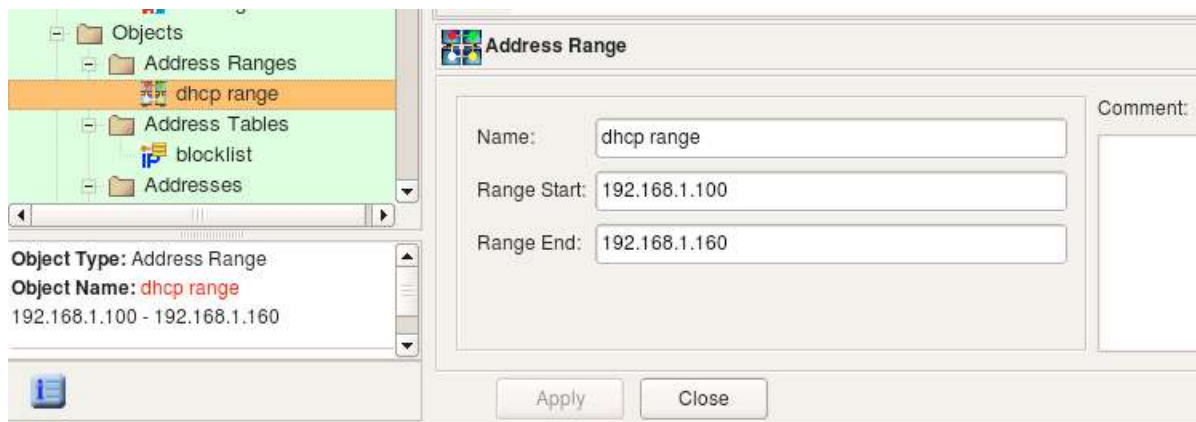 Objects
Address Ranges
dhcp range
Address Tables
IP blocklist
Addresses
Object Type: Address Range
Object Name: dhcp range
192.168.1.100 - 192.168.1.160
i
Address Range
Name: dhcp range
Range Start: 192.168.1.100
Range End: 192.168.1.160
Comment:
Apply Close